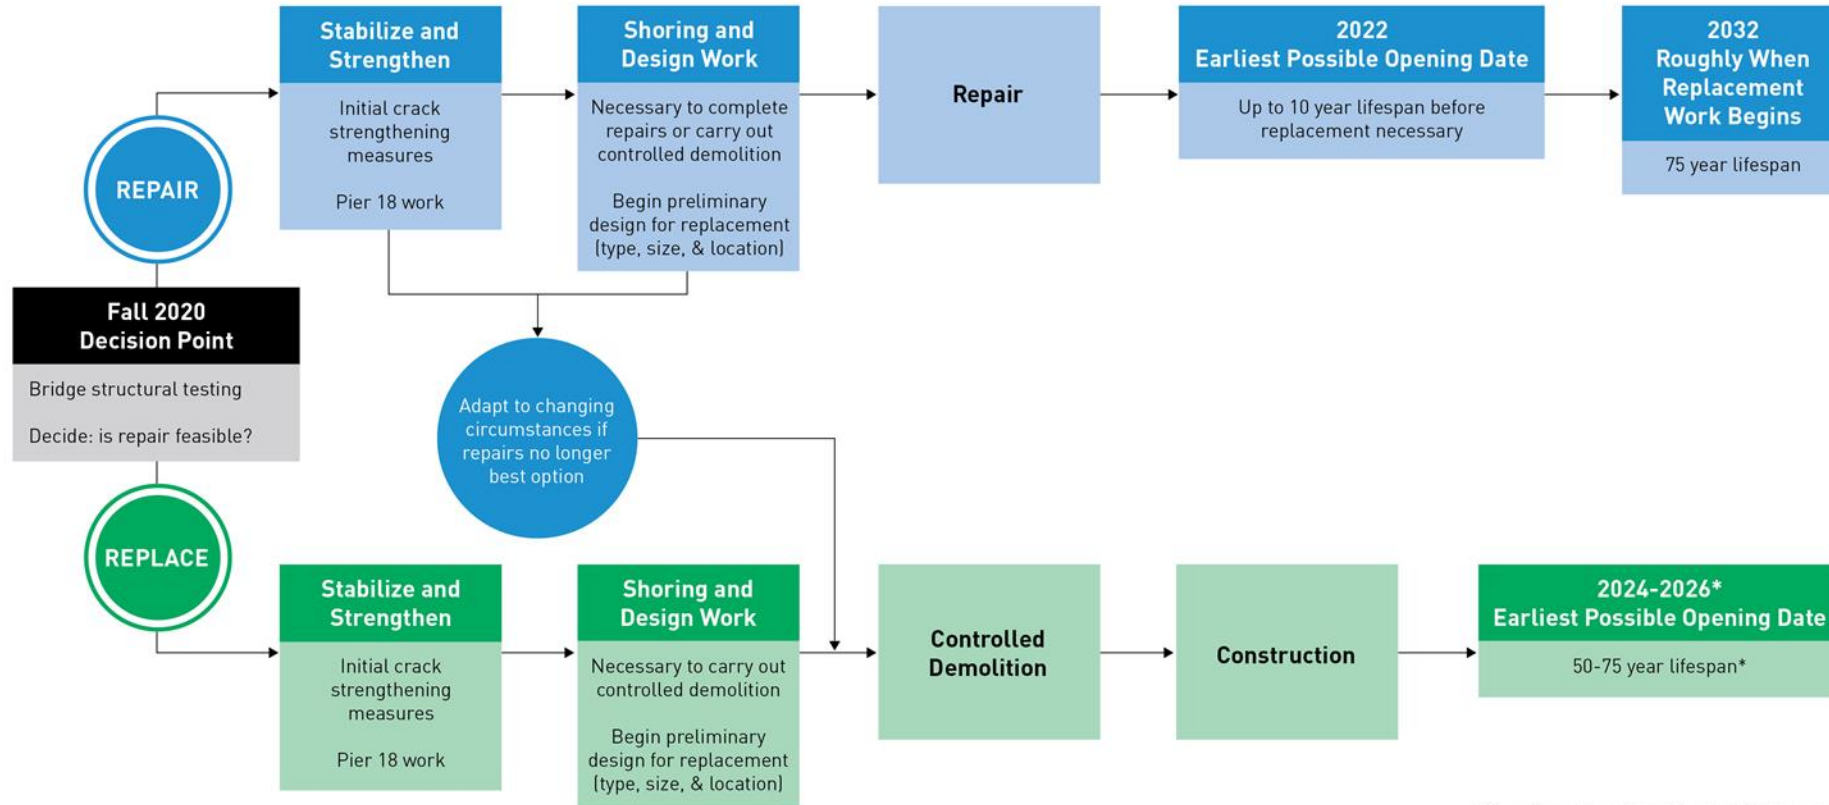 Stabilize and
Strengthen
Initial crack
strengthening
measures
Pier 18 work
Shoring and
Design Work
Necessary to complete
repairs or carry out
controlled demolition
Begin preliminary
design for replacement
(type, size, & location)
Repair
2022
Earliest Possible Opening Date
Up to 10 year lifespan before
replacement necessary
2032
Roughly When
Replacement
Work Begins
75 year lifespan
REPAIR
Fall 2020
Decision Point
Bridge structural testing
Decide: is repair feasible?
REPLACE
Adapt to changing
circumstances if
repairs no longer
best option
Stabilize and
Strengthen
Initial crack
strengthening
measures
Pier 18 work
Shoring and
Design Work
Necessary to carry out
controlled demolition
Begin preliminary
design for replacement
(type, size, & location)
Controlled
Demolition
Construction
2024-2026*
Earliest Possible Opening Date
50-75 year lifespan*